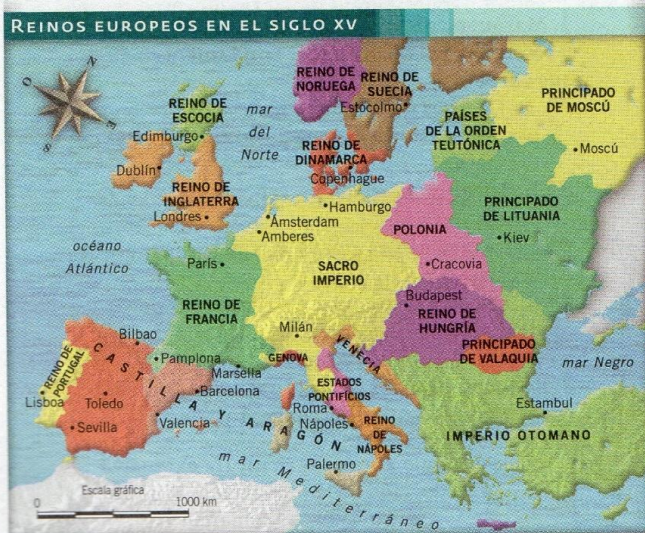 REINOS EUROPEOS EN EL SIGLO XV
N
O
E
S
REINO DE
NORUEGA
REINO DE
SUECIA
Estocolmo
PRINCIPADO
DE MOSCÚ
Moscú
REINO DE
ESCOCIA
Edimburgo
mar
del
Norte
PAÍSES
DE LA ORDEN
TEUTÓNICA
REINO DE
DINAMARCA
Copenhague
Dublín
REINO DE
INGLATERRA
Londres
Hamburgo
Ámsterdam
Amberes
PRINCIPADO
DE LITUANIA
Kiev
POLONIA
Cracovia
océano
Atlántico
París
SACRO
IMPERIO
REINO DE
FRANCIA
Budapest
REINO DE
HUNGRÍA
Milán
GENOVA
VENECIA
PRINCIPADO
DE VALAQUIA
mar Negro
Bilbao
Pamplona
Marsella
Barcelona
REINO DE
PORTUGAL
Lisboa
Toledo
Sevilla
Valencia
CASTILLA Y ARAGÓN
ESTADOS
PONTIFÍCIOS
Roma
Nápoles
REINO
DE
NÁPOLES
Palermo
Estambul
IMPERIO OTOMANO
mar Mediterráneo
Escala gráfica
0 1000 km